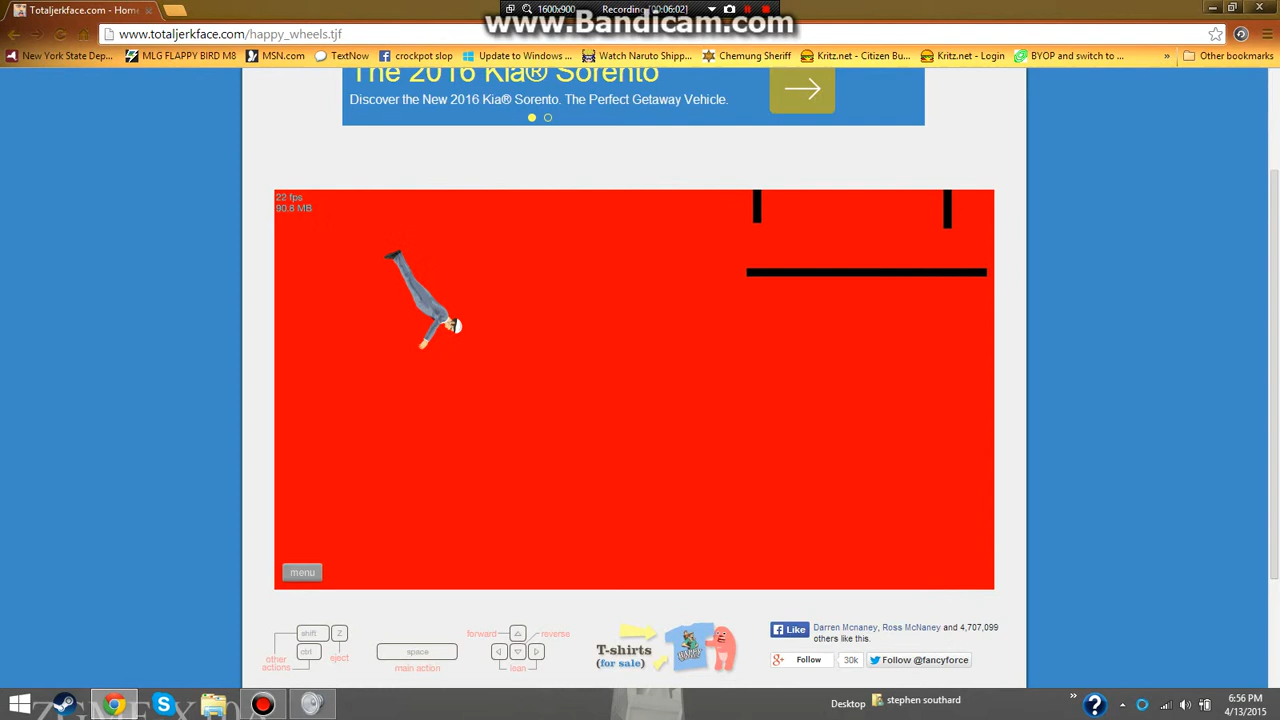 Totaljerkface.com - Hom
1600x900
Recording [00:06:02]
www.Bandicam.com
www.totaljerkface.com/happy_wheels.tjf
New York State Dep...
MLG FLAPPY BIRD M8
MSN.com
TextNow
crockpot slop
Update to Windows ...
Watch Naruto Shipp...
Chemung Sheriff
Kritz.net - Citizen Bu...
Kritz.net - Login
BYOP and switch to ...
»
Other bookmarks
The 2016 Kia® Sorento
Discover the New 2016 Kia® Sorento. The Perfect Getaway Vehicle.
22 fps
90.8 MB
menu
shift
Z
ctrl
other
actions
eject
space
main action
forward
reverse
lean
T-shirts
(for sale)
Like
Darren Mcnaney, Ross McNaney and 4,707,099
others like this.
Follow
30k
Follow @fancyforce
Desktop
stephen southard
»
6:56 PM
4/13/2015